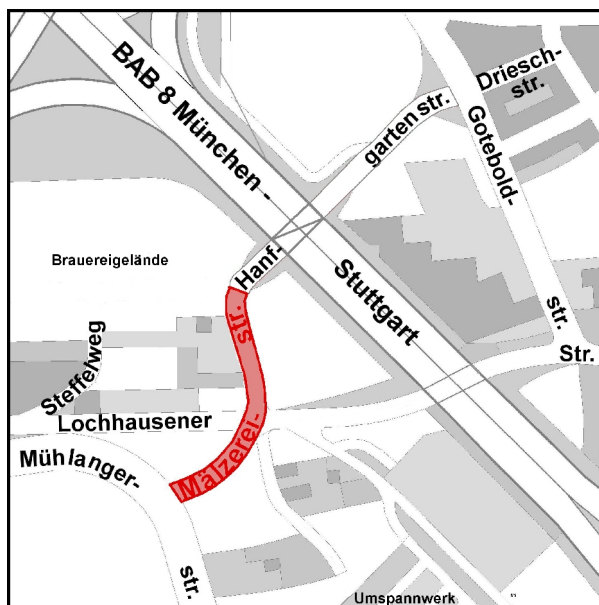 BAB 8 München -
Stuttgart
Driesch-
str.
Gotebold-
str.
Hanf-
garten str.
Brauereigelände
Steffelweg
Lochhausener
Str.
Mälzerei-
str.
Mühlanger-
str.
Umspannwerk